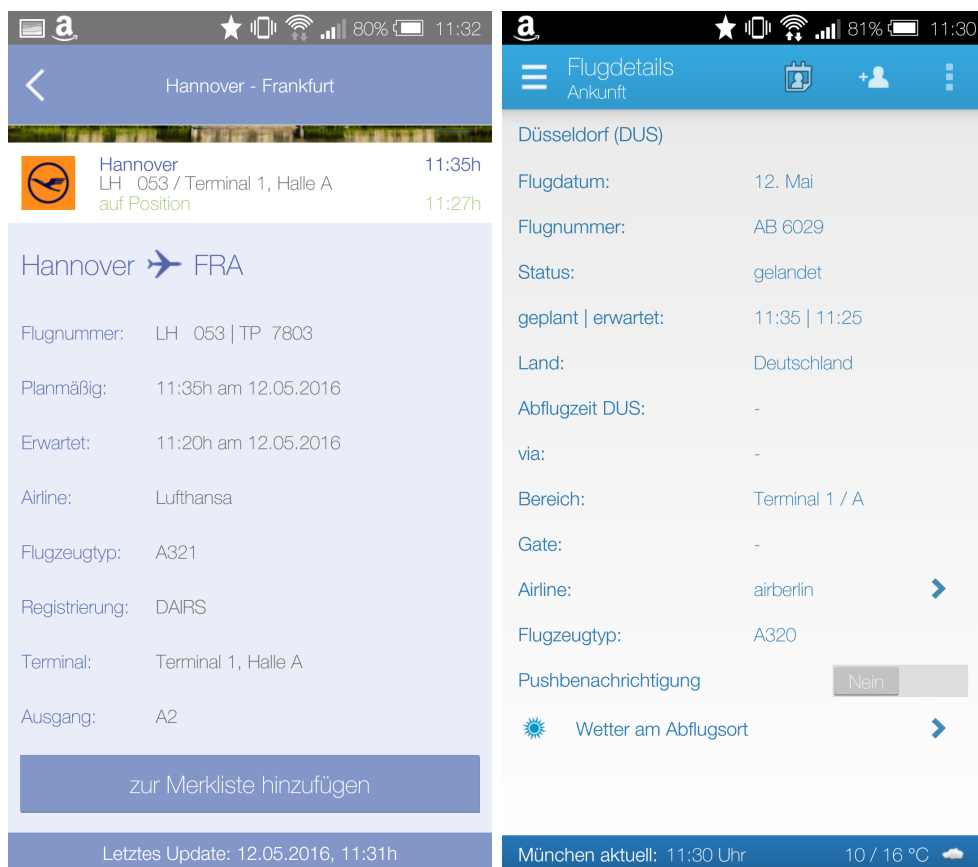 a 80% 11:32
Hannover - Frankfurt
Hannover 11:35h
LH 053 / Terminal 1, Halle A
auf Position 11:27h
Hannover FRA
Flugnummer: LH 053 | TP 7803
Planmäßig: 11:35h am 12.05.2016
Erwartet: 11:20h am 12.05.2016
Airline: Lufthansa
Flugzeugtyp: A321
Registrierung: DAIRS
Terminal: Terminal 1, Halle A
Ausgang: A2
zur Merkliste hinzufügen
Letztes Update: 12.05.2016, 11:31h
a 81% 11:30
Flugdetails
Ankunft
Düsseldorf (DUS)
Flugdatum: 12. Mai
Flugnummer: AB 6029
Status: gelandet
geplant | erwartet: 11:35 | 11:25
Land: Deutschland
Abflugzeit DUS: -
via: -
Bereich: Terminal 1 / A
Gate: -
Airline: airberlin
Flugzeugtyp: A320
Pushbenachrichtigung Nein
Wetter am Abflugsort
München aktuell: 11:30 Uhr 10 / 16 °C